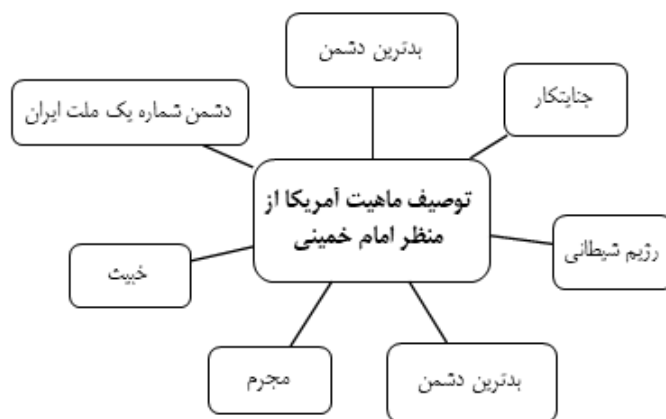 بدترین دشمن
جنایتکار
دشمن شماره یک ملت ایران
توصیف ماهیت آمریکا از
منظر امام خمینی
رژیم شیطانی
خبیث
بدترین دشمن
مجرم